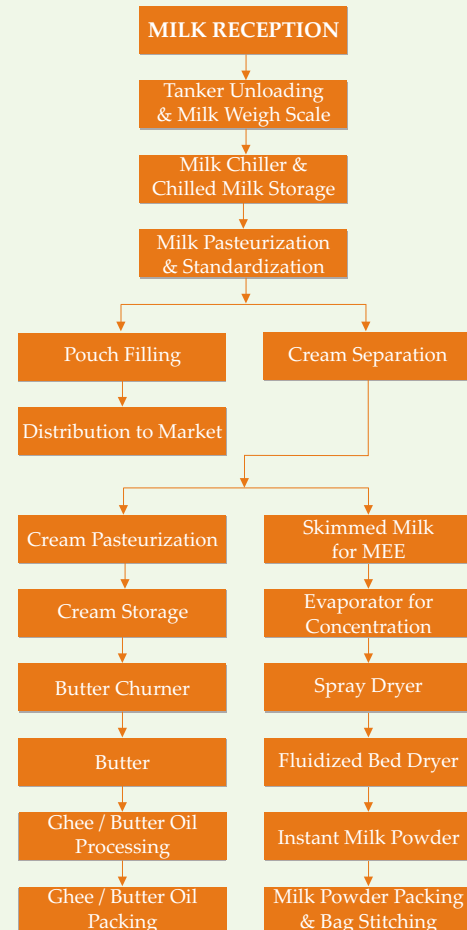 MILK RECEPTION
Tanker Unloading
& Milk Weigh Scale
Milk Chiller &
Chilled Milk Storage
Milk Pasteurization
& Standardization
Pouch Filling
Cream Separation
Distribution to Market
Cream Pasteurization
Skimmed Milk
for MEE
Cream Storage
Evaporator for
Concentration
Butter Churner
Spray Dryer
Butter
Fluidized Bed Dryer
Ghee / Butter Oil
Processing
Instant Milk Powder
Ghee / Butter Oil
Packing
Milk Powder Packing
& Bag Stitching